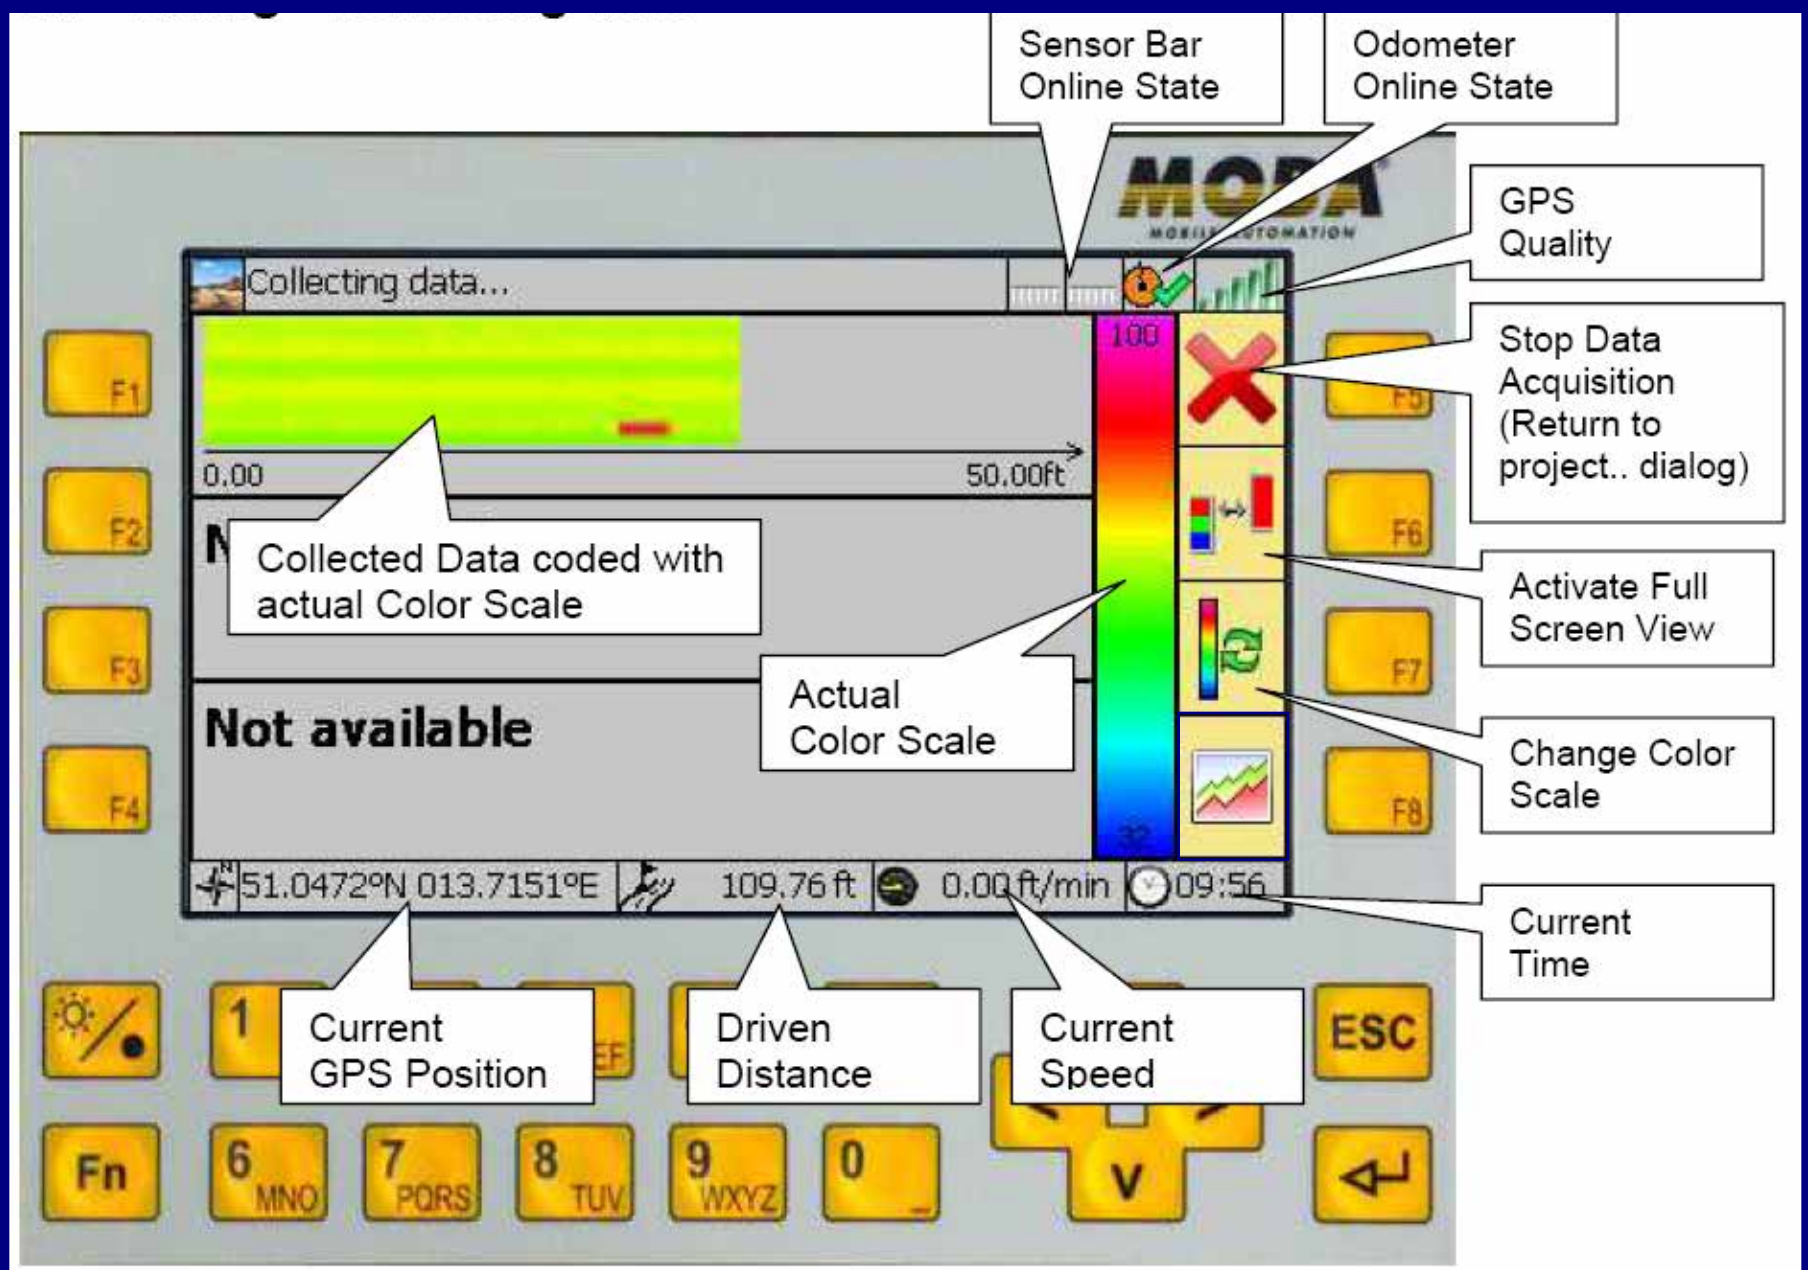 Sensor Bar
Online State
Odometer
Online State
MOBA
MOBILE AUTOMATION
GPS
Quality
Collecting data...
100
Stop Data
Acquisition
(Return to
project.. dialog)
F1
F5
0.00
50.00ft
F2
F6
Collected Data coded with
actual Color Scale
Activate Full
Screen View
F3
F7
Actual
Color Scale
Not available
Change Color
Scale
F4
F8
32
N
51.0472ºN 013.7151ºE
109.76 ft
0.00 ft/min
09:56
Current
Time
1
Current
GPS Position
EF
Driven
Distance
Current
Speed
ESC
Fn
6
MNO
7
PQRS
8
TUV
9
WXYZ
0
_
V